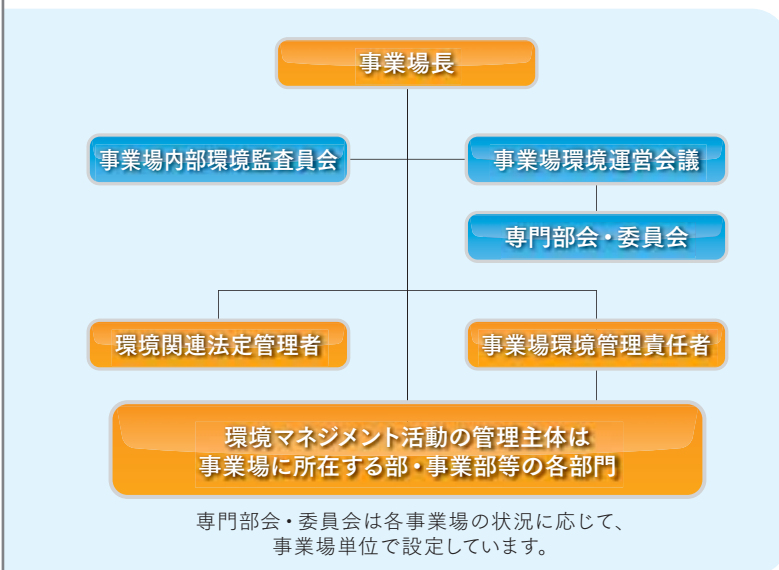 事業場長
事業場内部環境監査員会
事業場環境運営会議
専門部会・委員会
環境関連法定管理者
事業場環境管理責任者
環境マネジメント活動の管理主体は
事業場に所在する部・事業部等の各部門
専門部会・委員会は各事業場の状況に応じて、
事業場単位で設定しています。